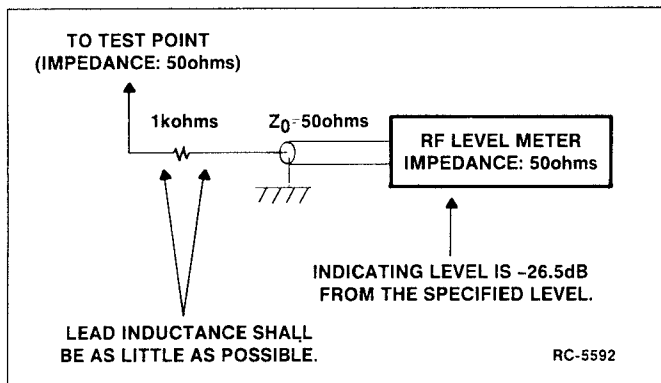 TO TEST POINT
(IMPEDANCE: 50ohms)
1kohms
Z0=50ohms
RF LEVEL METER
IMPEDANCE: 50ohms
INDICATING LEVEL IS -26.5dB
FROM THE SPECIFIED LEVEL.
LEAD INDUCTANCE SHALL
BE AS LITTLE AS POSSIBLE.
RC-5592